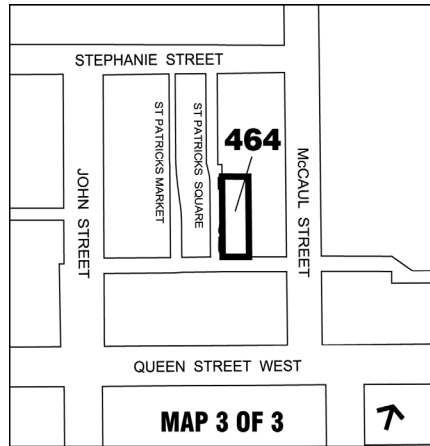 STEPHANIE STREET
ST PATRICKS MARKET
ST PATRICKS SQUARE
464
JOHN STREET
McCAUL STREET
QUEEN STREET WEST
MAP 3 OF 3